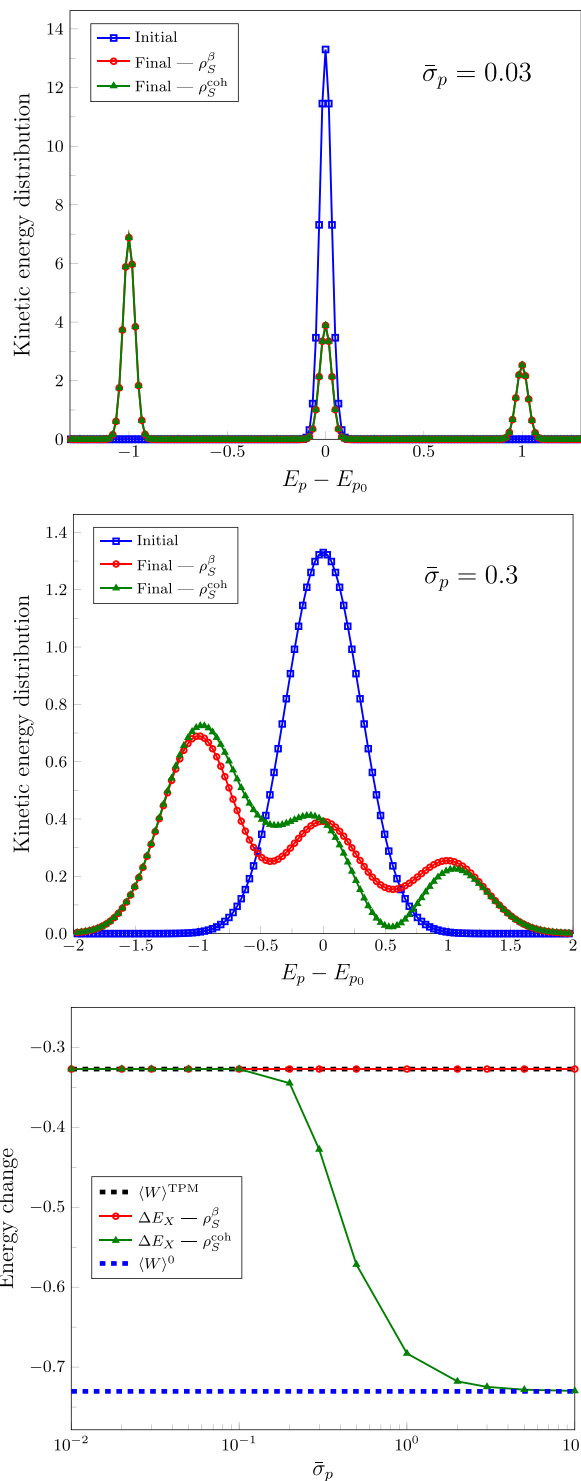 14
12
10
8
6
4
2
0
Kinetic energy distribution
Initial
Final — ρ_S^β
Final — ρ_S^coh
σ̄_p = 0.03
−1
−0.5
0
0.5
1
E_p − E_{p_0}
1.4
1.2
1.0
0.8
0.6
0.4
0.2
0.0
Kinetic energy distribution
Initial
Final — ρ_S^β
Final — ρ_S^coh
σ̄_p = 0.3
−2
−1.5
−1
−0.5
0
0.5
1
1.5
2
E_p − E_{p_0}
−0.3
−0.4
−0.5
−0.6
−0.7
Energy change
⟨W⟩^TPM
ΔE_X — ρ_S^β
ΔE_X — ρ_S^coh
⟨W⟩^0
10^−2
10^−1
10^0
10^1
σ̄_p